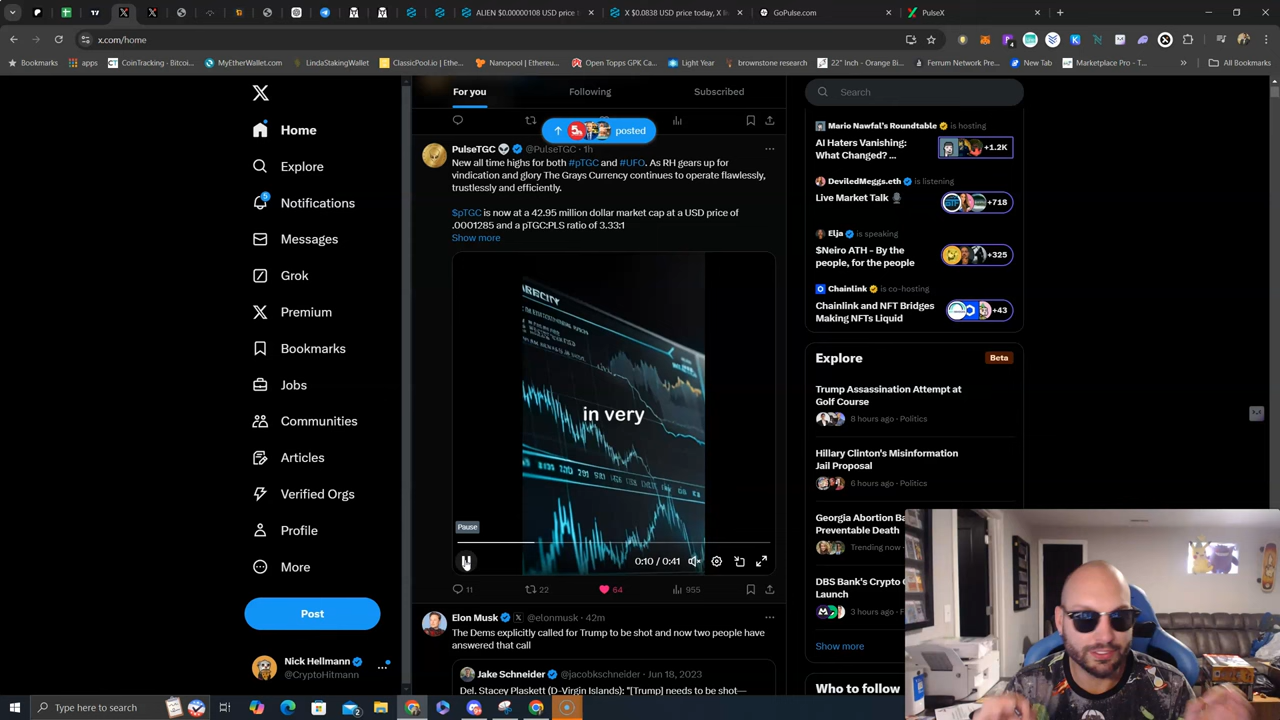 ALIEN $0.00000108 USD price t
X $0.0838 USD price today, X li
GoPulse.com
PulseX
x.com/home
Bookmarks
apps
CoinTracking - Bitcoi...
MyEtherWallet.com
LindaStakingWallet
ClassicPool.io | Ethe...
Nanopool | Ethereu...
Open Topps GPK Ca...
Light Year
brownstone research
22" Inch - Orange Bi...
Ferrum Network Pre...
New Tab
Marketplace Pro - T...
All Bookmarks
Home
Explore
Notifications
5
Messages
Grok
Premium
Bookmarks
Jobs
Communities
Articles
Verified Orgs
Profile
More
Post
Nick Hellmann
@CryptoHitmann
For you
Following
Subscribed
posted
PulseTGC @PulseTGC · 1h
New all time highs for both #pTGC and #UFO. As RH gears up for
vindication and glory The Grays Currency continues to operate flawlessly,
trustlessly and efficiently.
$pTGC is now at a 42.95 million dollar market cap at a USD price of
.0001285 and a pTGC:PLS ratio of 3.33:1
Show more
in very
Pause
0:10 / 0:41
11
22
64
955
Elon Musk @elonmusk · 42m
The Dems explicitly called for Trump to be shot and now two people have
answered that call
Jake Schneider @jacobkschneider · Jun 18, 2023
Del. Stacey Plaskett (D-Virgin Islands): "[Trump] needs to be shot—
Search
Mario Nawfal's Roundtable is hosting
AI Haters Vanishing:
What Changed? ...
+1.2K
DeviledMeggs.eth is listening
Live Market Talk
+718
Elja is speaking
$Neiro ATH - By the
people, for the people
+325
Chainlink is co-hosting
Chainlink and NFT Bridges
Making NFTs Liquid
+43
Explore
Beta
Trump Assassination Attempt at
Golf Course
8 hours ago · Politics
Hillary Clinton's Misinformation
Jail Proposal
6 hours ago · Politics
Georgia Abortion Ba
Preventable Death
Trending now
DBS Bank's Crypto
Launch
3 hours ago
Show more
Who to follow
Type here to search
2